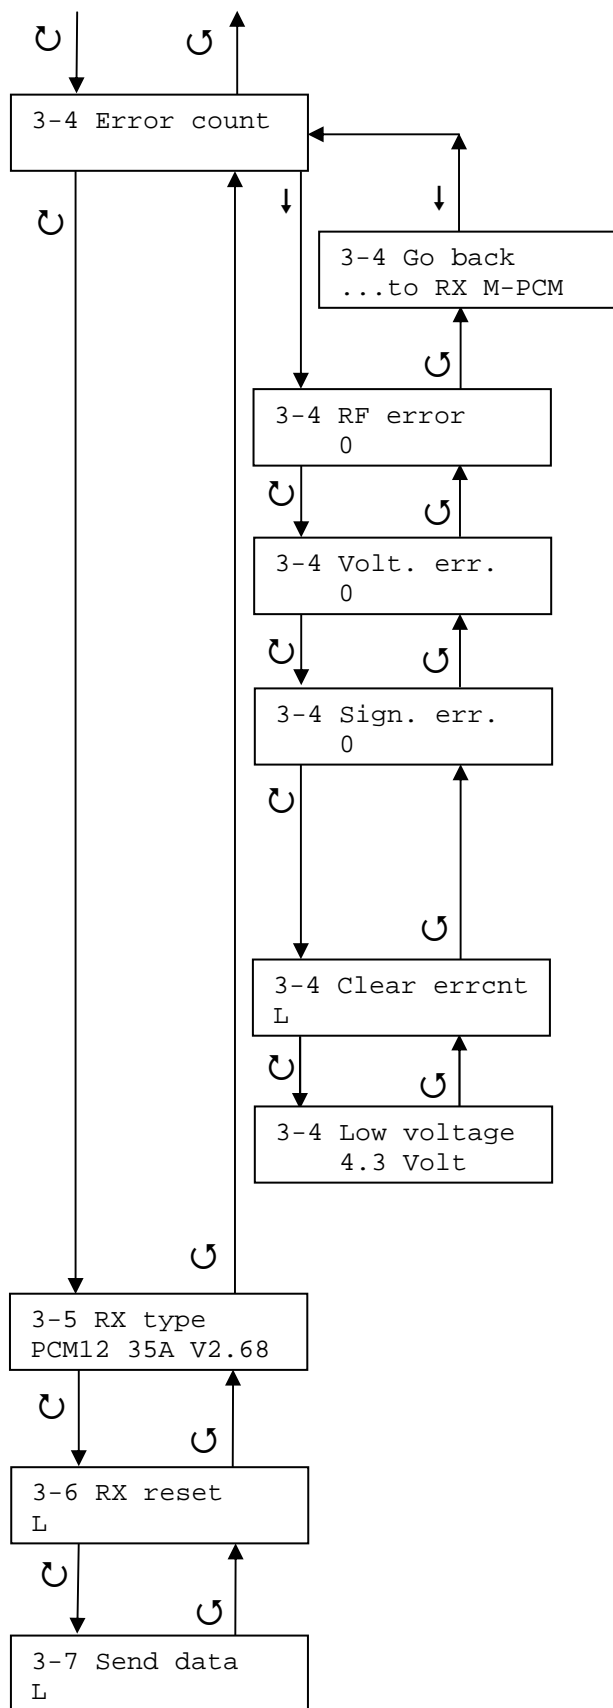 3-4 Error count
3-4 Go back
...to RX M-PCM
3-4 RF error
0
3-4 Volt. err.
0
3-4 Sign. err.
0
3-4 Clear errcnt
L
3-4 Low voltage
4.3 Volt
3-5 RX type
PCM12 35A V2.68
3-6 RX reset
L
3-7 Send data
L